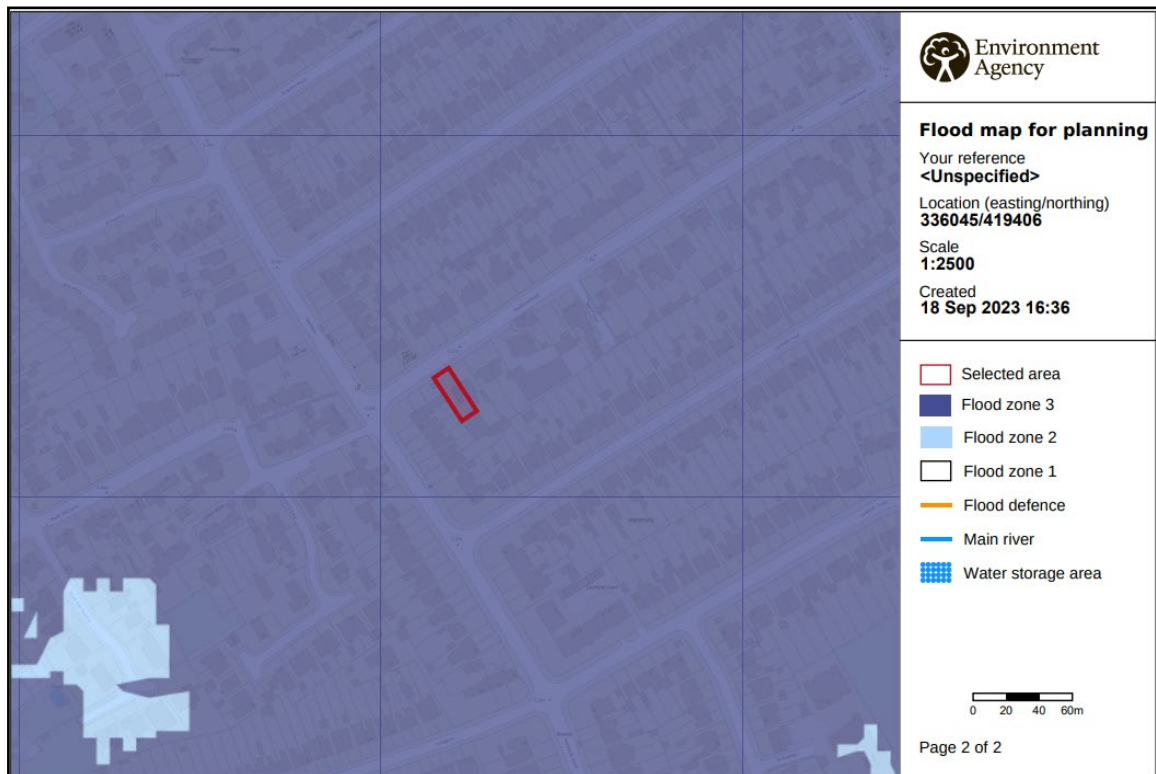 Environment
Agency
Flood map for planning
Your reference
<Unspecified>
Location (easting/northing)
336045/419406
Scale
1:2500
Created
18 Sep 2023 16:36
Selected area
Flood zone 3
Flood zone 2
Flood zone 1
Flood defence
Main river
Water storage area
0 20 40 60m
Page 2 of 2